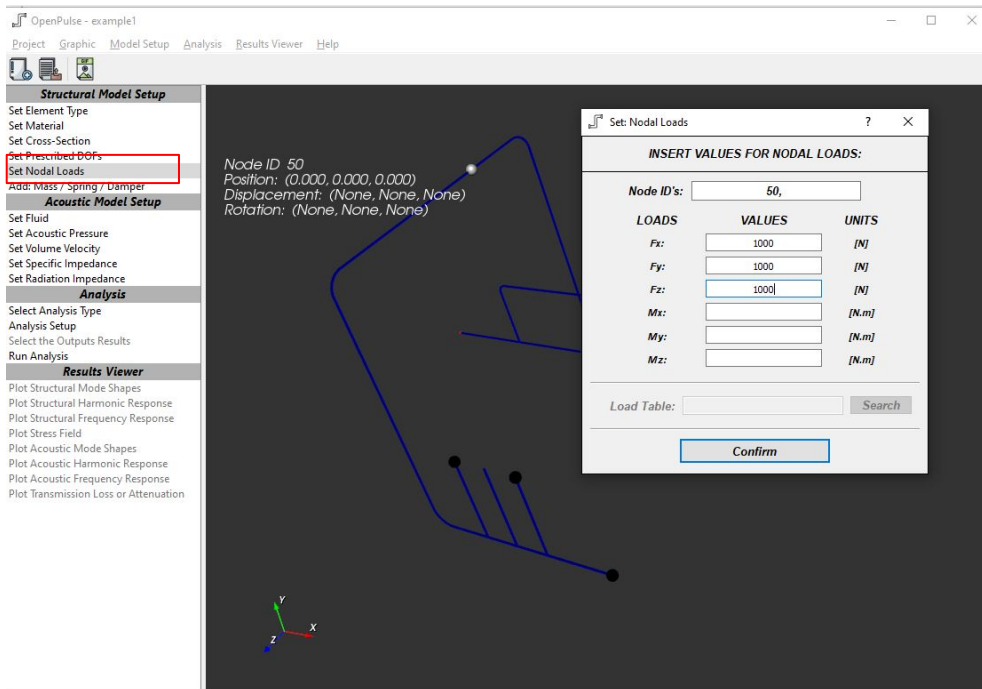 OpenPulse - example1
Project Graphic Model Setup Analysis Results Viewer Help
Structural Model Setup
Set Element Type
Set Material
Set Cross-Section
Set Prescribed DOFs
Set Nodal Loads
Add: Mass / Spring / Damper
Acoustic Model Setup
Set Fluid
Set Acoustic Pressure
Set Volume Velocity
Set Specific Impedance
Set Radiation Impedance
Analysis
Select Analysis Type
Analysis Setup
Select the Outputs Results
Run Analysis
Results Viewer
Plot Structural Mode Shapes
Plot Structural Harmonic Response
Plot Structural Frequency Response
Plot Stress Field
Plot Acoustic Mode Shapes
Plot Acoustic Harmonic Response
Plot Acoustic Frequency Response
Plot Transmission Loss or Attenuation
Node ID 50
Position: (0.000, 0.000, 0.000)
Displacement: (None, None, None)
Rotation: (None, None, None)
Y
X
Z
Set: Nodal Loads ?
INSERT VALUES FOR NODAL LOADS:
Node ID's: 50,
LOADS VALUES UNITS
Fx: 1000 [N]
Fy: 1000 [N]
Fz: 1000 [N]
Mx: [N.m]
My: [N.m]
Mz: [N.m]
Load Table: Search
Confirm